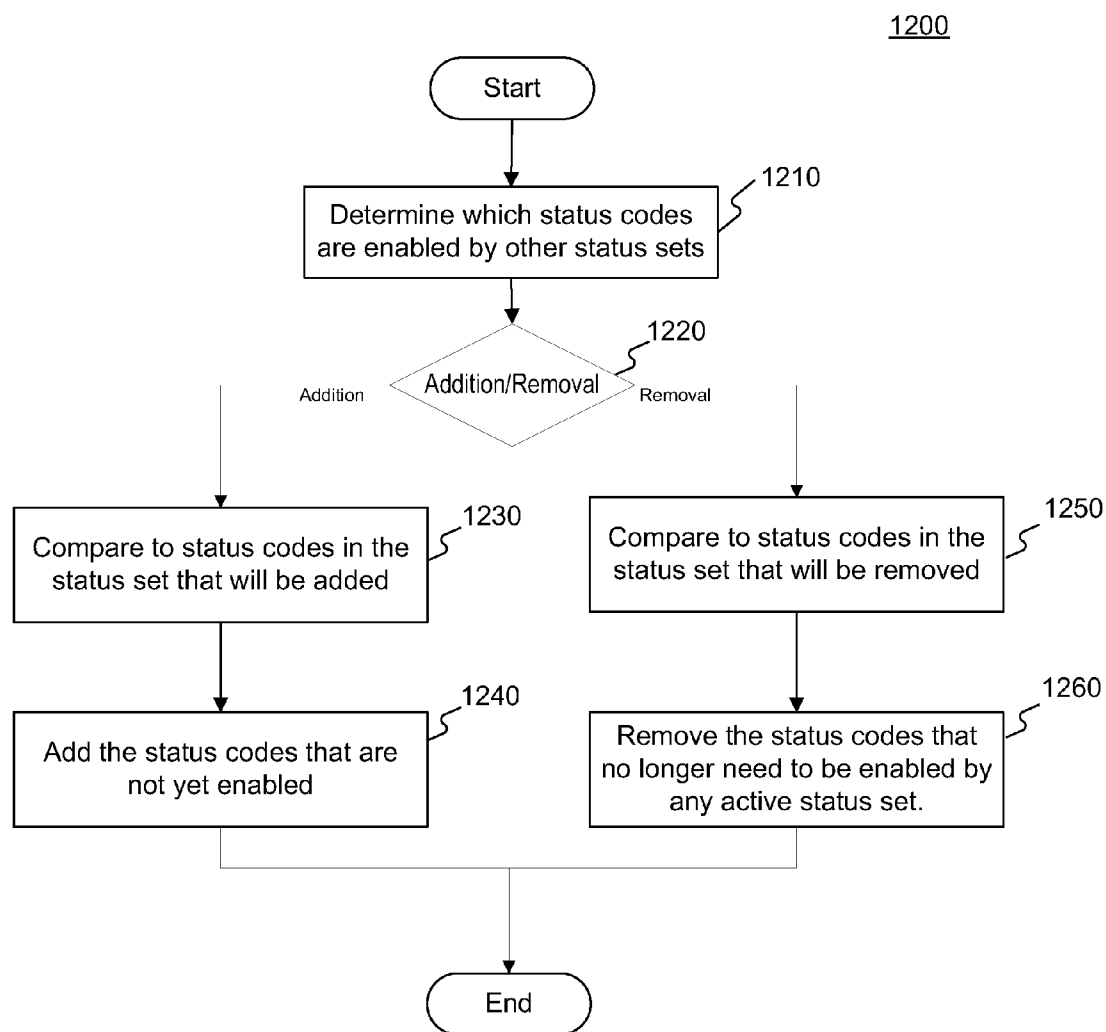 1200
Start
1210
Determine which status codes
are enabled by other status sets
1220
Addition/Removal
Addition
Removal
1230
Compare to status codes in the
status set that will be added
1250
Compare to status codes in the
status set that will be removed
1240
Add the status codes that are
not yet enabled
1260
Remove the status codes that
no longer need to be enabled by
any active status set.
End